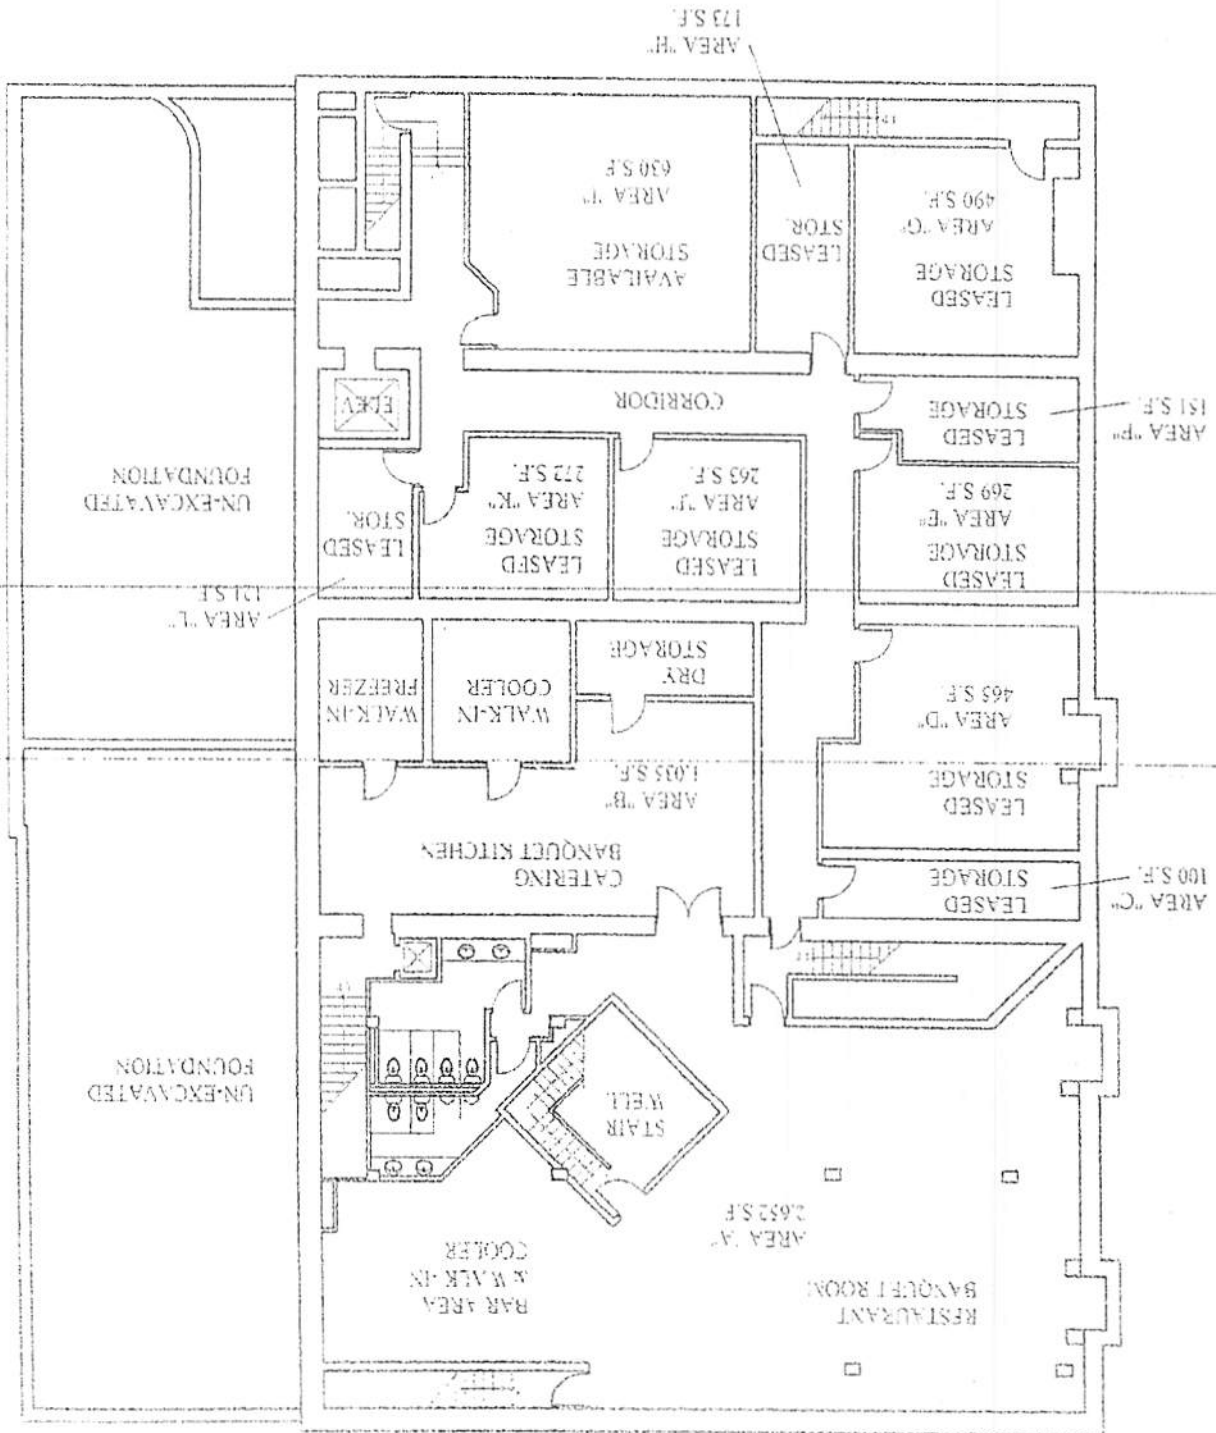 RESTAURANT
BANQUET ROOM
BAR AREA
& WALK-IN
COOLER
AREA "A"
2,652 S.F.
STAIR
WELL
UN-EXCAVATED
FOUNDATION
AREA "C"
100 S.F.
LEASED
STORAGE
CATERING
BANQUET KITCHEN
AREA "B"
1,035 S.F.
LEASED
STORAGE
AREA "D"
465 S.F.
DRY
STORAGE
WALK-IN
COOLER
WALK-IN
FREEZER
AREA "L"
121 S.F.
LEASED
STORAGE
AREA "E"
269 S.F.
LEASED
STORAGE
AREA "J"
263 S.F.
LEASED
STORAGE
AREA "K"
272 S.F.
LEASED
STOR.
UN-EXCAVATED
FOUNDATION
AREA "F"
151 S.F.
LEASED
STORAGE
CORRIDOR
ELEV
LEASED
STORAGE
AREA "G"
490 S.F.
LEASED
STOR.
AVAILABLE
STORAGE
AREA "I"
630 S.F.
AREA "H"
173 S.F.